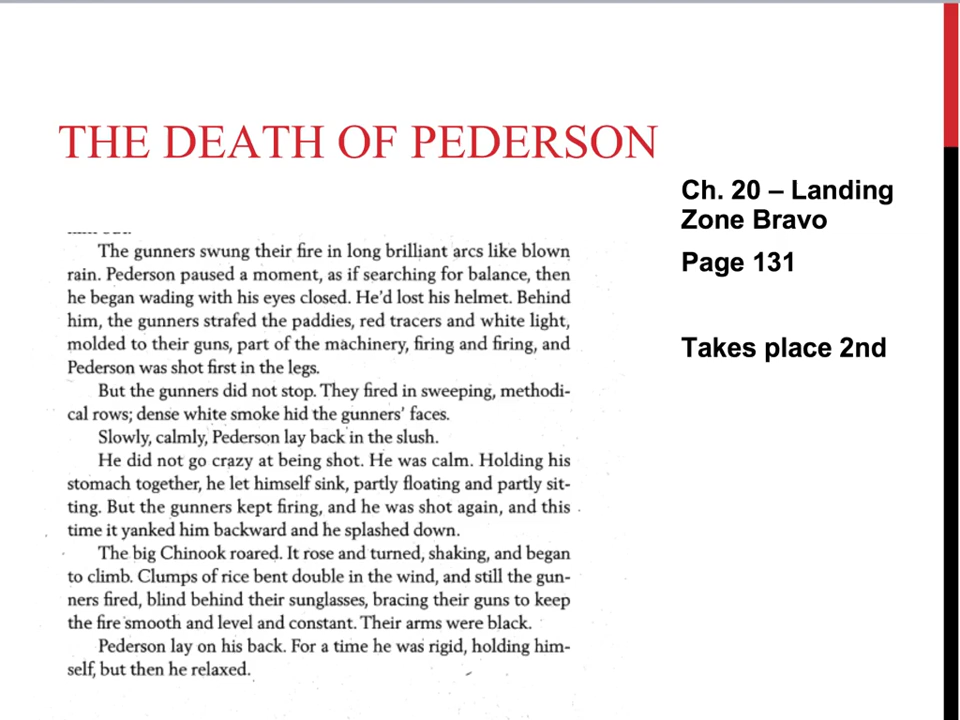 THE DEATH OF PEDERSON
Ch. 20 – Landing
Zone Bravo
Page 131
Takes place 2nd
The gunners swung their fire in long brilliant arcs like blown
rain. Pederson paused a moment, as if searching for balance, then
he began wading with his eyes closed. He'd lost his helmet. Behind
him, the gunners strafed the paddies, red tracers and white light,
molded to their guns, part of the machinery, firing and firing, and
Pederson was shot first in the legs.
But the gunners did not stop. They fired in sweeping, methodi-
cal rows; dense white smoke hid the gunners' faces.
Slowly, calmly, Pederson lay back in the slush.
He did not go crazy at being shot. He was calm. Holding his
stomach together, he let himself sink, partly floating and partly sit-
ting. But the gunners kept firing, and he was shot again, and this
time it yanked him backward and he splashed down.
The big Chinook roared. It rose and turned, shaking, and began
to climb. Clumps of rice bent double in the wind, and still the gun-
ners fired, blind behind their sunglasses, bracing their guns to keep
the fire smooth and level and constant. Their arms were black.
Pederson lay on his back. For a time he was rigid, holding him-
self, but then he relaxed.